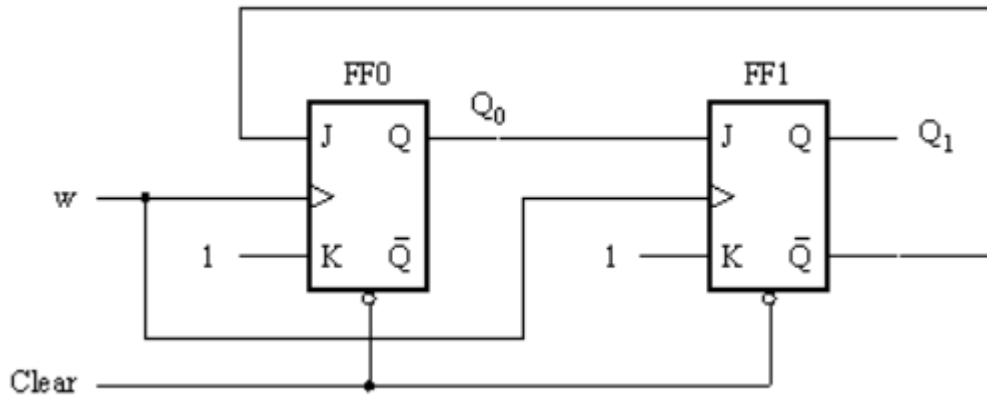 FF0 FF1
Q₀
J Q J Q Q₁
w
1 K Q̄ 1 K Q̄
Clear